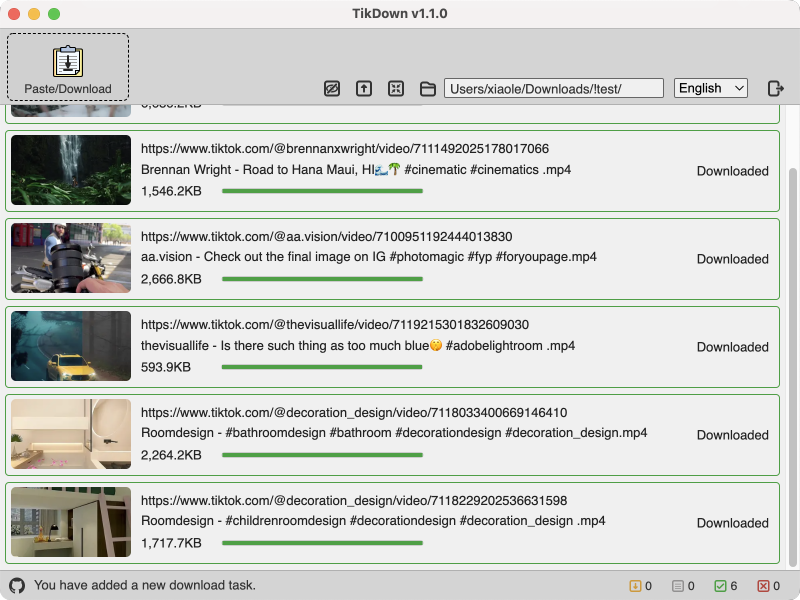 TikDown v1.1.0
Paste/Download
Users/xiaole/Downloads/!test/
English
https://www.tiktok.com/@brennanxwright/video/7111492025178017066
Brennan Wright - Road to Hana Maui, HI🌊🌴 #cinematic #cinematics .mp4
1,546.2KB
Downloaded
https://www.tiktok.com/@aa.vision/video/7100951192444013830
aa.vision - Check out the final image on IG #photomagic #fyp #foryoupage.mp4
2,666.8KB
Downloaded
https://www.tiktok.com/@thevisuallife/video/7119215301832609030
thevisuallife - Is there such thing as too much blue🤫 #adobelightroom .mp4
593.9KB
Downloaded
https://www.tiktok.com/@decoration_design/video/7118033400669146410
Roomdesign - #bathroomdesign #bathroom #decorationdesign #decoration_design.mp4
2,264.2KB
Downloaded
https://www.tiktok.com/@decoration_design/video/7118229202536631598
Roomdesign - #childrenroomdesign #decorationdesign #decoration_design .mp4
1,717.7KB
Downloaded
You have added a new download task.
0
0
6
0